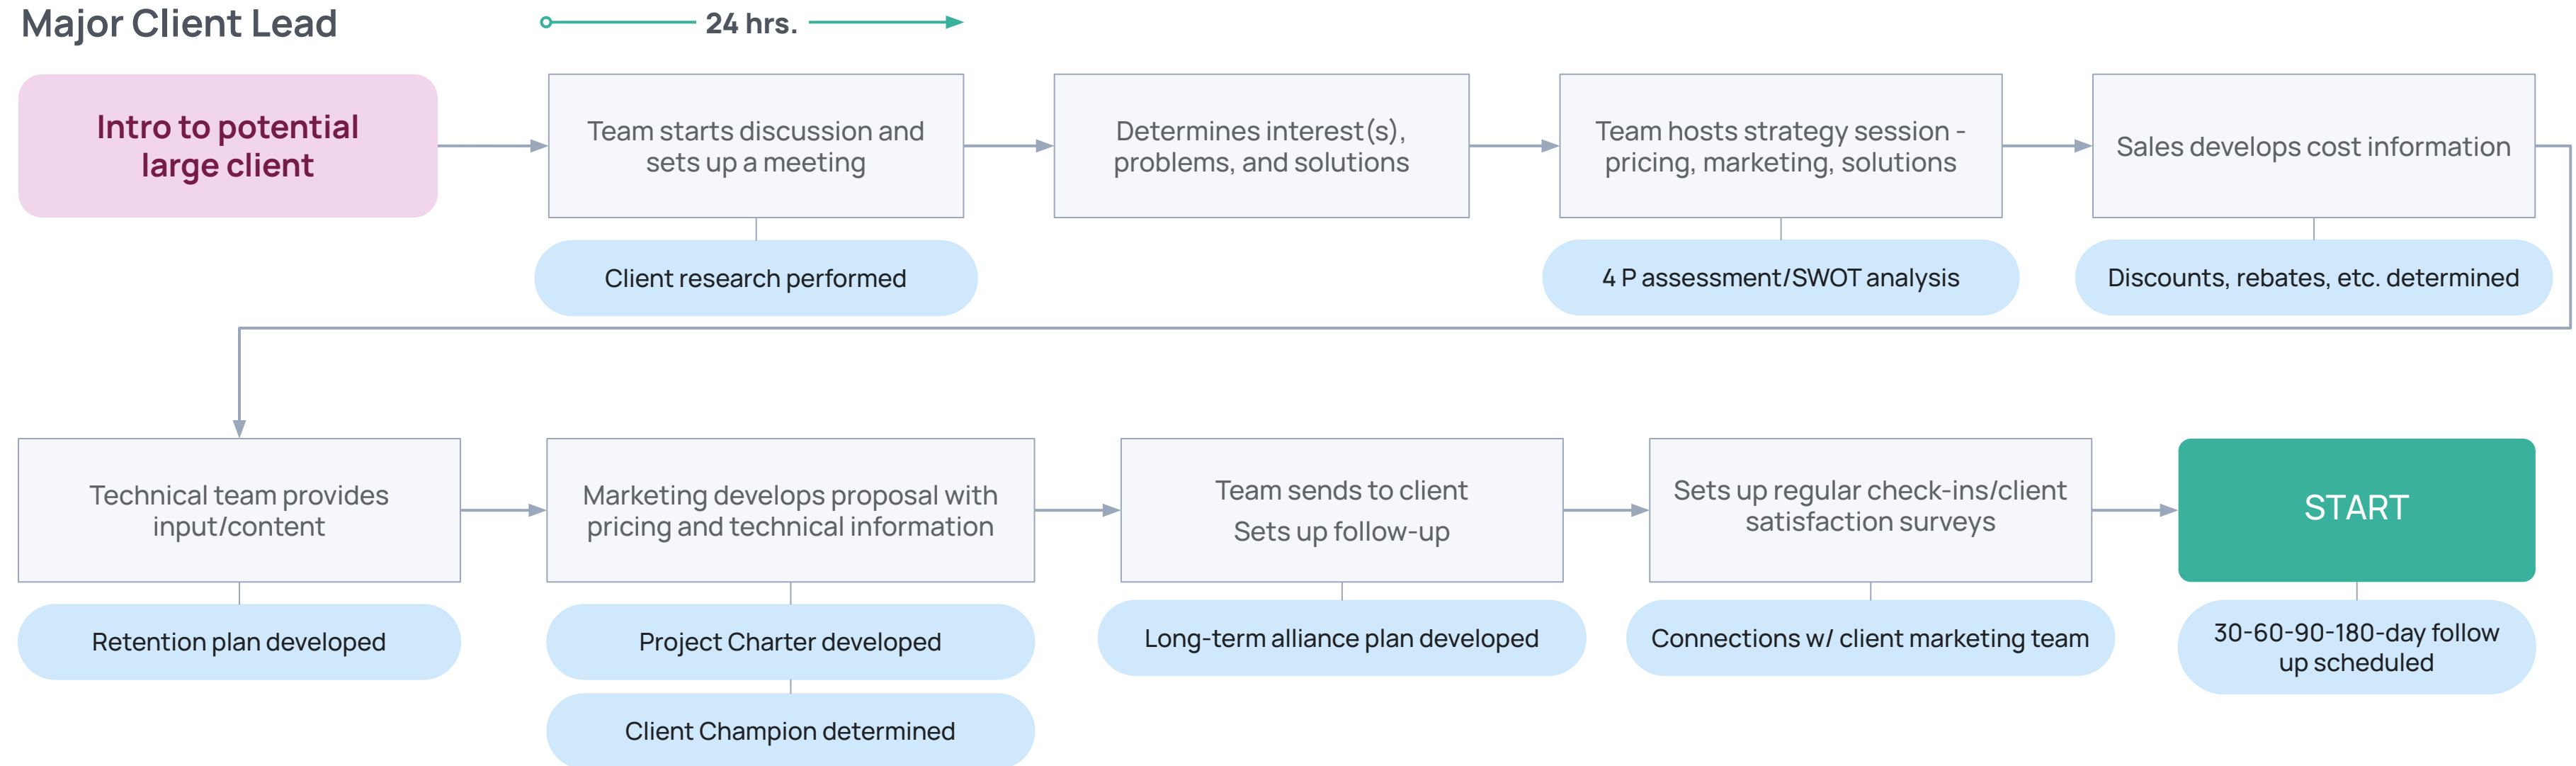 Major Client Lead
24 hrs.
Intro to potential
large client
Team starts discussion and
sets up a meeting
Determines interest(s),
problems, and solutions
Team hosts strategy session -
pricing, marketing, solutions
Sales develops cost information
Client research performed
4 P assessment/SWOT analysis
Discounts, rebates, etc. determined
Technical team provides
input/content
Marketing develops proposal with
pricing and technical information
Team sends to client
Sets up follow-up
Sets up regular check-ins/client
satisfaction surveys
START
Retention plan developed
Project Charter developed
Client Champion determined
Long-term alliance plan developed
Connections w/ client marketing team
30-60-90-180-day follow
up scheduled